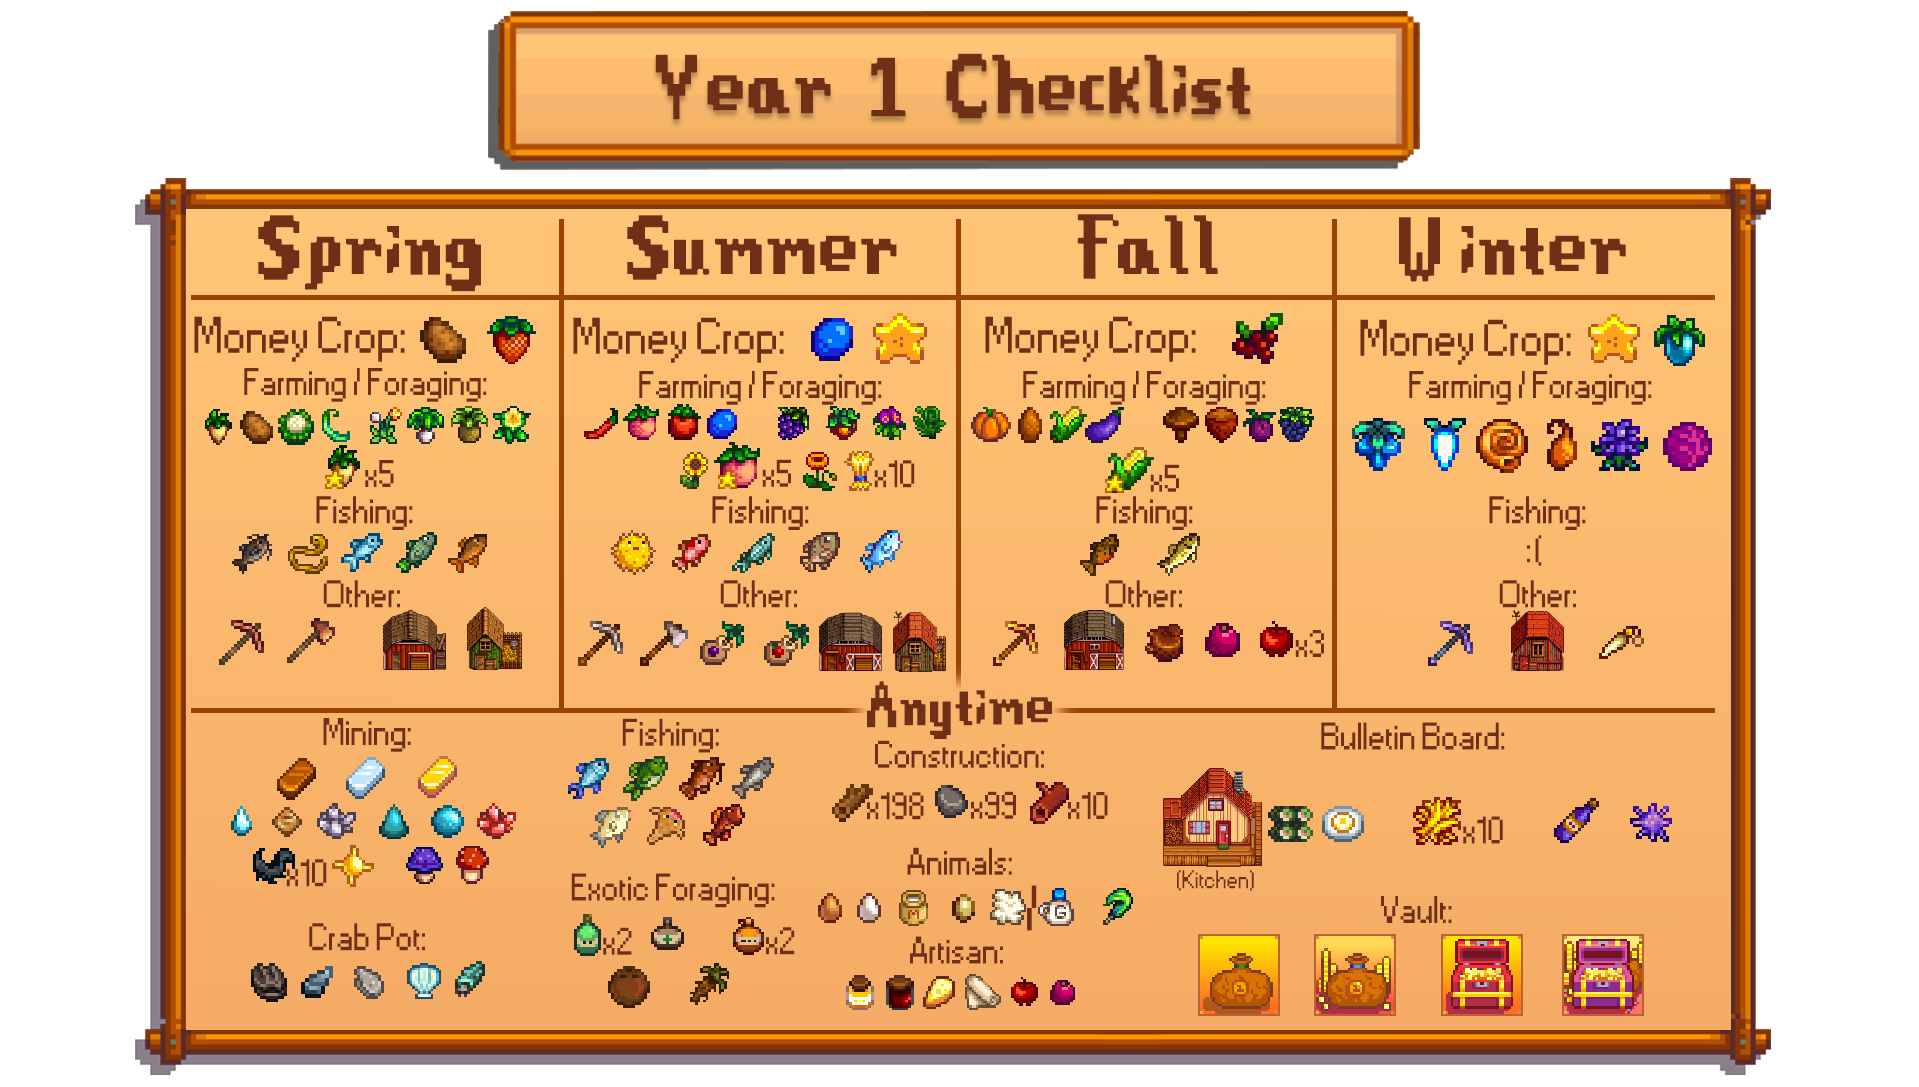 Year 1 Checklist
Spring
Money Crop:
Farming / Foraging:
x5
Fishing:
Other:
Summer
Money Crop:
Farming / Foraging:
x5
x10
Fishing:
Other:
Fall
Money Crop:
Farming / Foraging:
x5
Fishing:
Other:
x3
Winter
Money Crop:
Farming / Foraging:
Fishing:
:(
Other:
Anytime
Mining:
x10
Crab Pot:
Fishing:
Exotic Foraging:
x2
x2
Construction:
x198
x99
x10
Animals:
Artisan:
Bulletin Board:
(Kitchen)
x10
Vault: